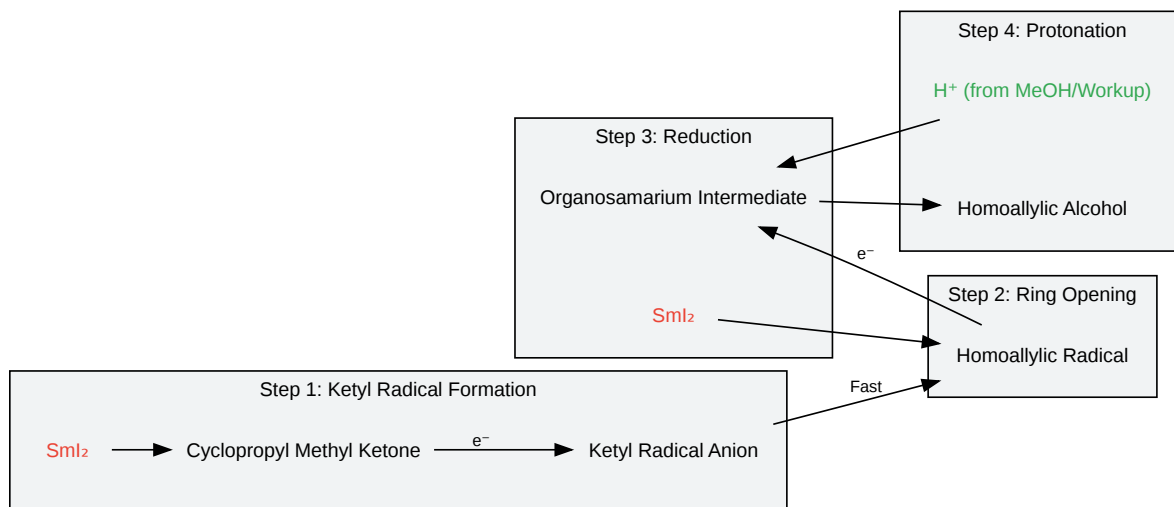 Step 4: Protonation
H⁺ (from MeOH/Workup)
Homoallylic Alcohol
Step 3: Reduction
Organosamarium Intermediate
SmI₂
e⁻
Step 2: Ring Opening
Homoallylic Radical
Fast
Step 1: Ketyl Radical Formation
SmI₂
Cyclopropyl Methyl Ketone
e⁻
Ketyl Radical Anion